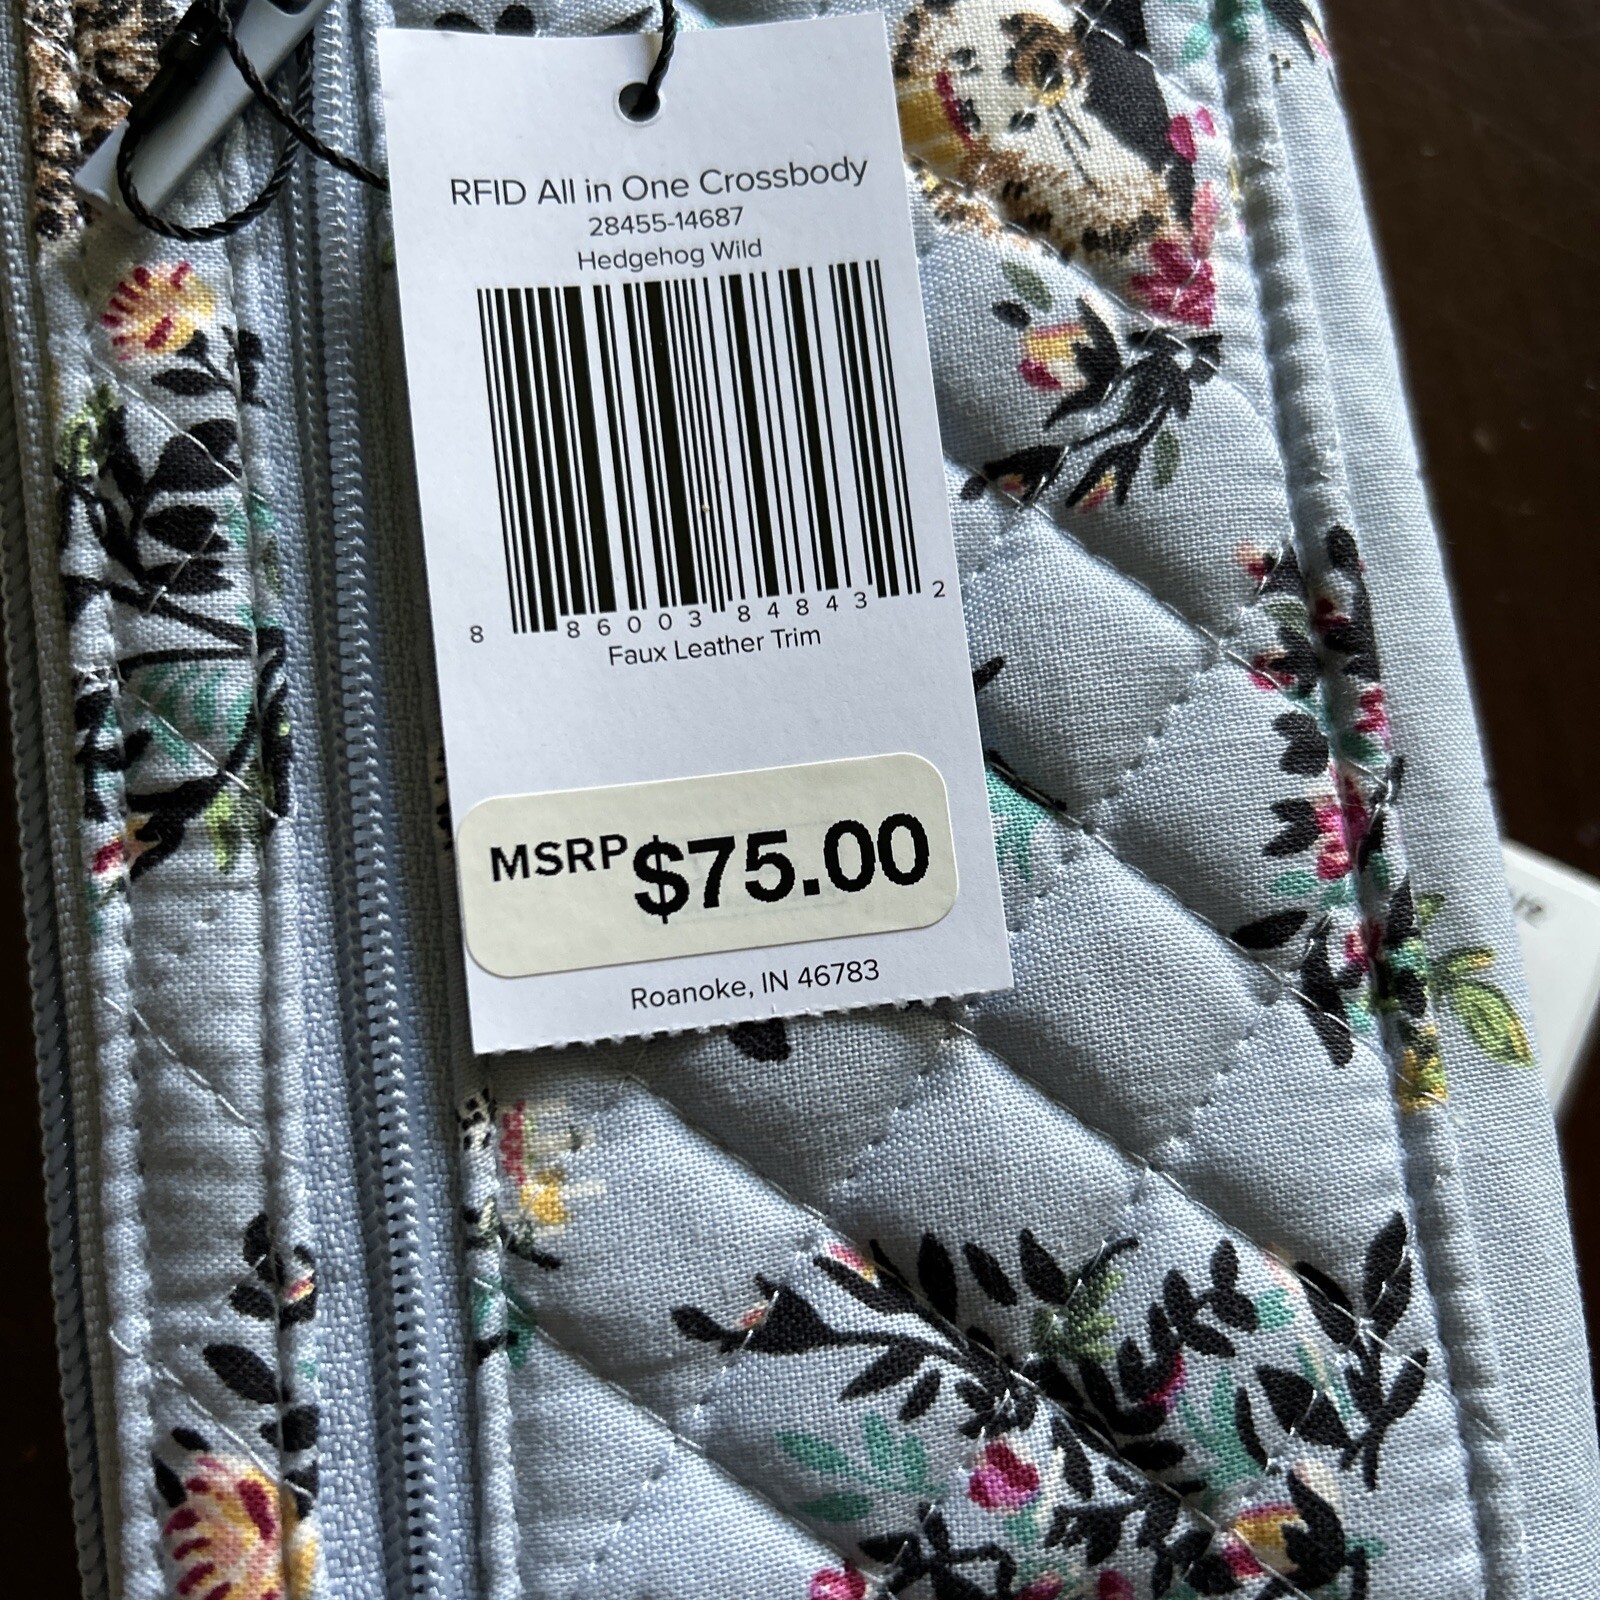 RFID All in One Crossbody
28455-14687
Hedgehog Wild
8 86003 84843 2
Faux Leather Trim
MSRP $75.00
Roanoke, IN 46783